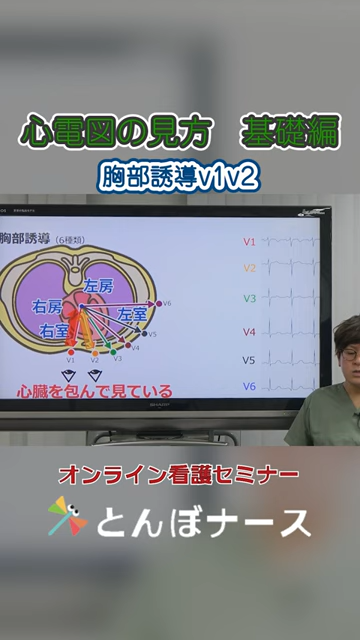 心電図の見方　基礎編
胸部誘導v1v2
胸部誘導（6種類）
左房
右房
左室
右室
V6
V5
V4
V3
V1
V2
心臓を包んで見ている
V1
V2
V3
V4
V5
V6
SHARP
オンライン看護セミナー
とんぼナース